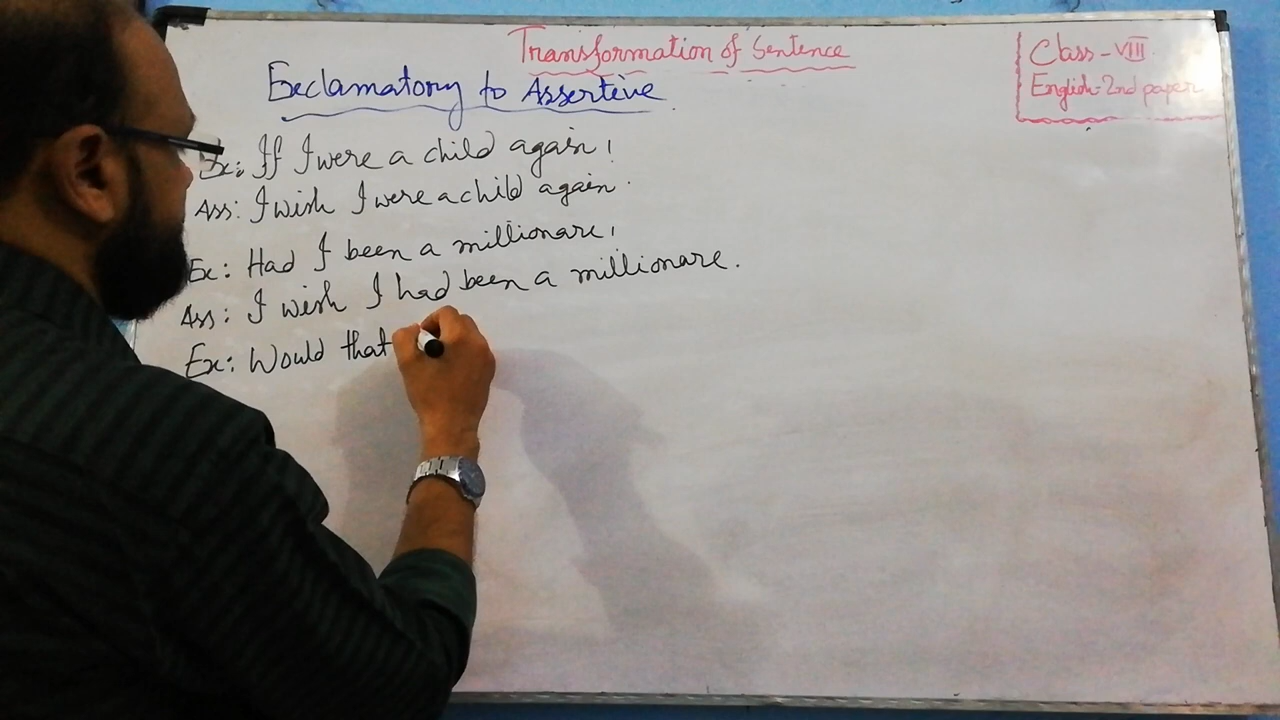 Transformation of Sentence
Class-VIII
English-2nd paper
Exclamatory to Assertive
Ex: If I were a child again!
Ass: I wish I were a child again.
Ex: Had I been a millionare!
Ass: I wish I had been a millionare.
Ex: Would that